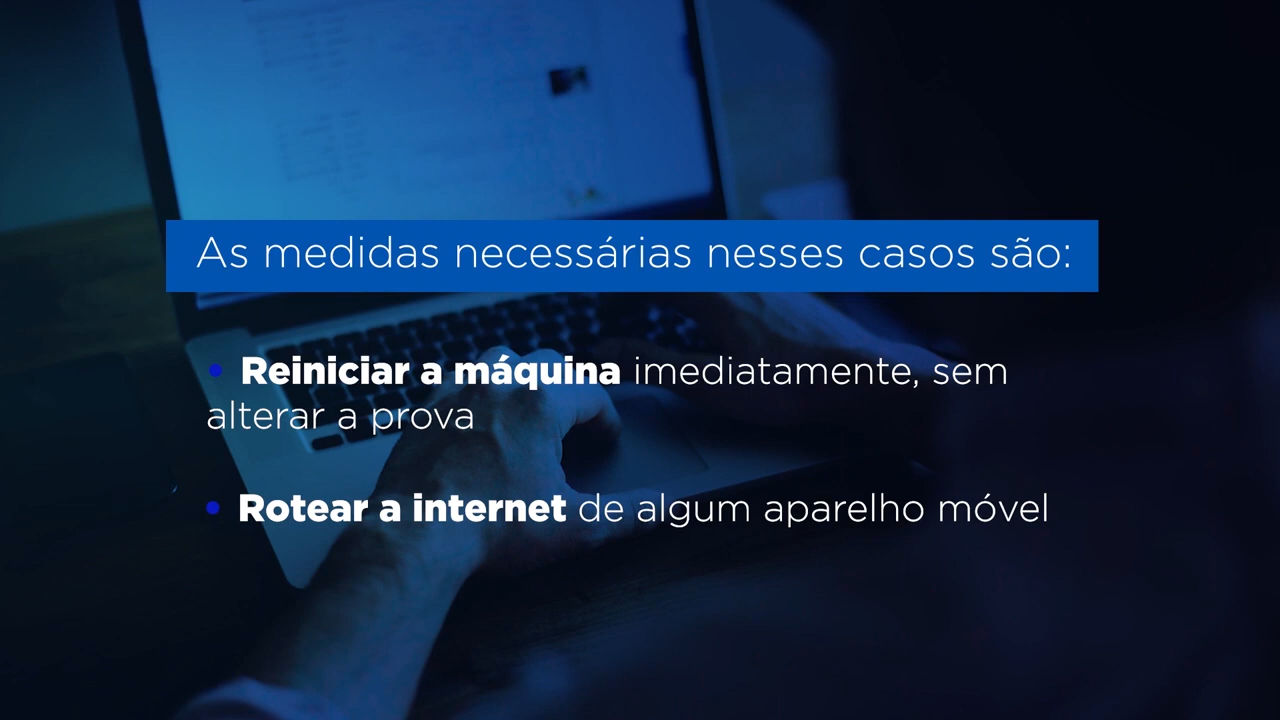 As medidas necessárias nesses casos são:
• Reiniciar a máquina imediatamente, sem
alterar a prova
• Rotear a internet de algum aparelho móvel